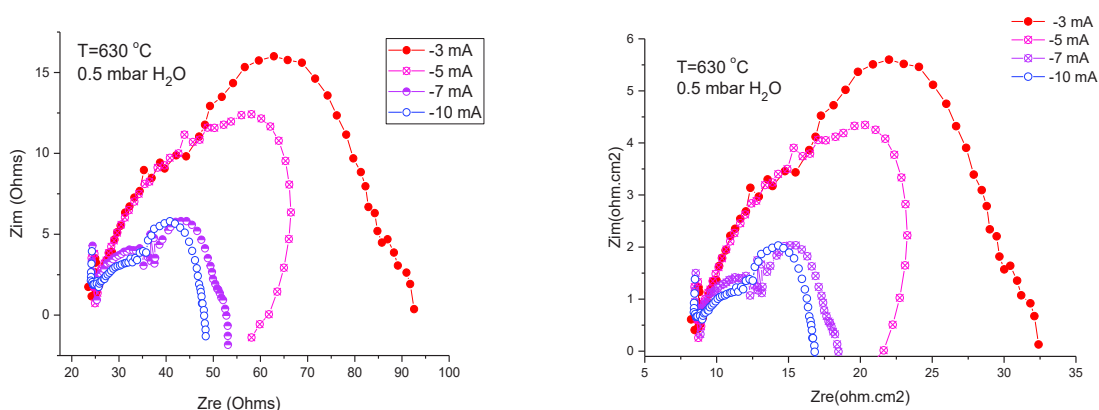 T=630 °C
0.5 mbar H₂O
-3 mA
-5 mA
-7 mA
-10 mA
15
10
5
0
20 30 40 50 60 70 80 90 100
Zim (Ohms)
Zre (Ohms)
T=630 °C
0.5 mbar H₂O
-3 mA
-5 mA
-7 mA
-10 mA
6
5
4
3
2
1
0
5 10 15 20 25 30 35
Zim(ohm.cm2)
Zre(ohm.cm2)